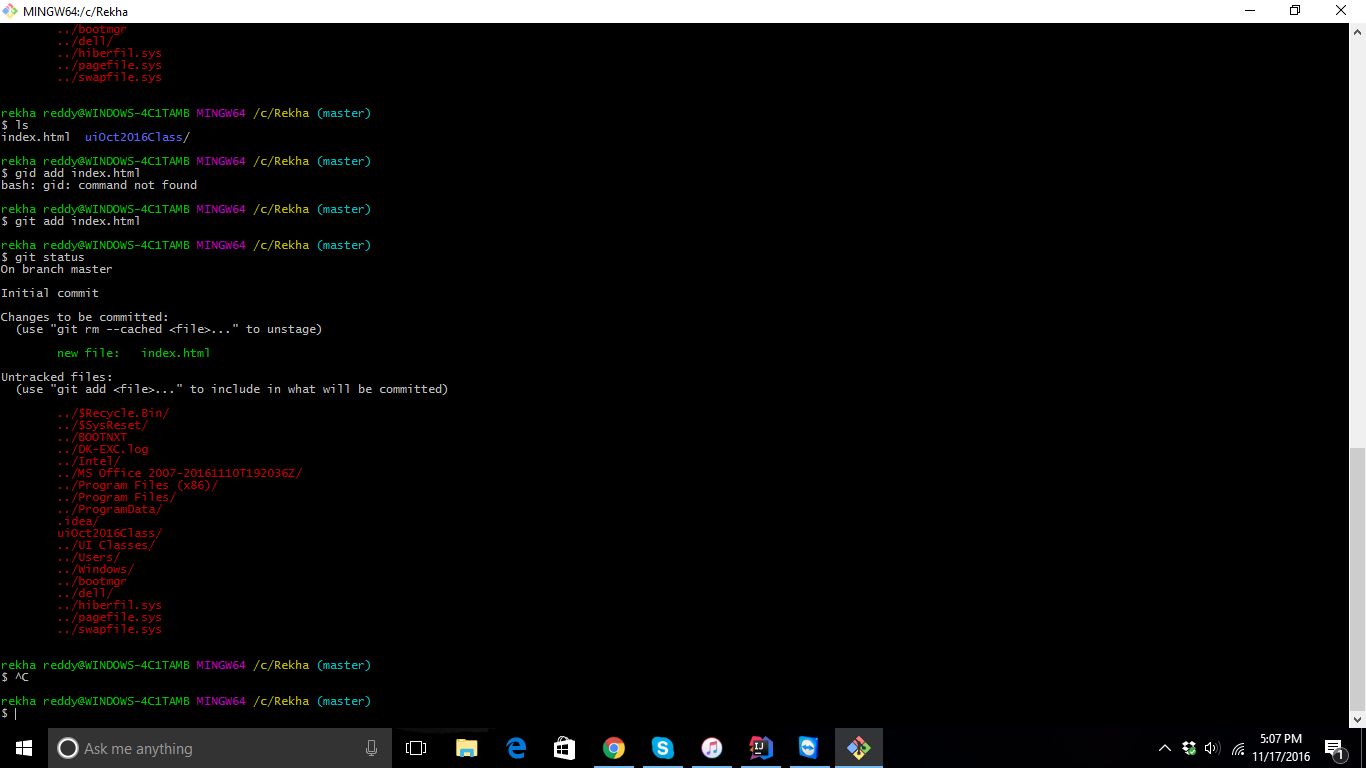 MINGW64:/c/Rekha
../bootmgr
../dell/
../hiberfil.sys
../pagefile.sys
../swapfile.sys
rekha reddy@WINDOWS-4C1TAMB MINGW64 /c/Rekha (master)
$ ls
index.html  uiOct2016Class/
rekha reddy@WINDOWS-4C1TAMB MINGW64 /c/Rekha (master)
$ gid add index.html
bash: gid: command not found
rekha reddy@WINDOWS-4C1TAMB MINGW64 /c/Rekha (master)
$ git add index.html
rekha reddy@WINDOWS-4C1TAMB MINGW64 /c/Rekha (master)
$ git status
On branch master
Initial commit
Changes to be committed:
(use "git rm --cached <file>..." to unstage)
new file:   index.html
Untracked files:
(use "git add <file>..." to include in what will be committed)
../$Recycle.Bin/
../$SysReset/
../BOOTNXT
../DK-EXC.log
../Intel/
../MS Office 2007-20161110T192036Z/
../Program Files (x86)/
../Program Files/
../ProgramData/
.idea/
uiOct2016Class/
../UI Classes/
../Users/
../Windows/
../bootmgr
../dell/
../hiberfil.sys
../pagefile.sys
../swapfile.sys
rekha reddy@WINDOWS-4C1TAMB MINGW64 /c/Rekha (master)
$ ^C
rekha reddy@WINDOWS-4C1TAMB MINGW64 /c/Rekha (master)
$
Ask me anything
5:07 PM
11/17/2016
1